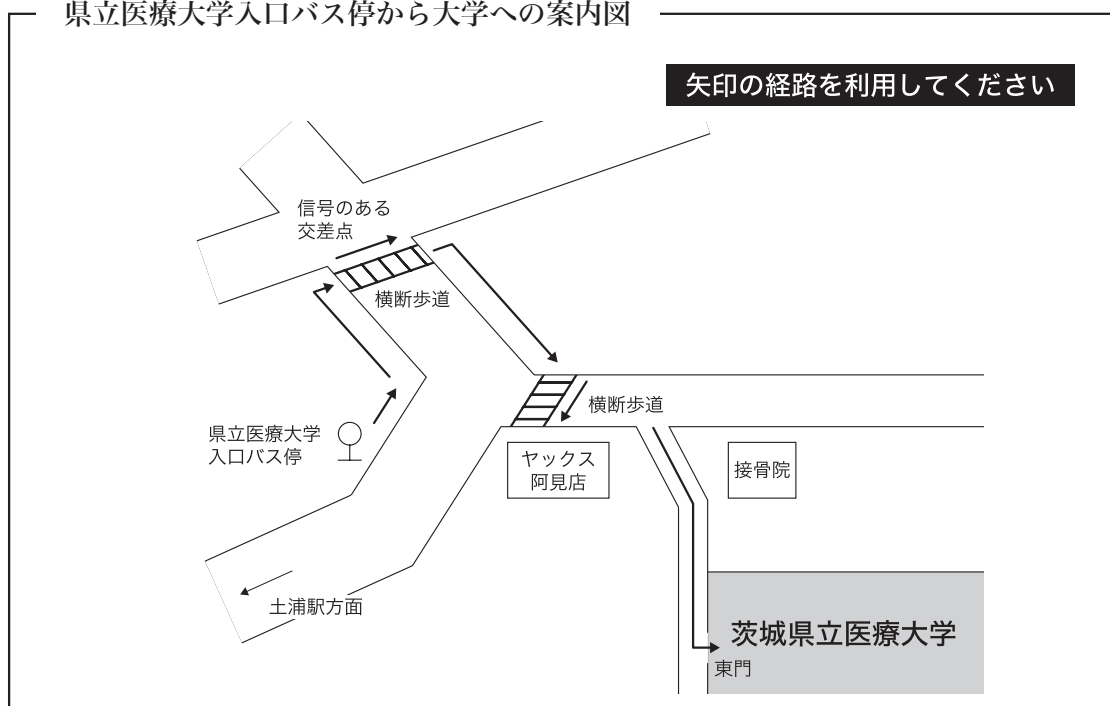 県立医療大学入口バス停から大学への案内図
矢印の経路を利用してください
信号のある
交差点
横断歩道
横断歩道
県立医療大学
入口バス停
ヤックス
阿見店
接骨院
土浦駅方面
茨城県立医療大学
東門